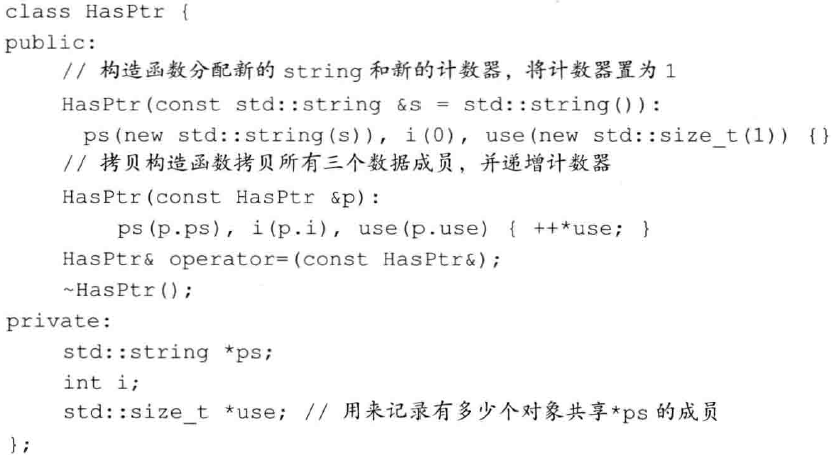 class HasPtr {
public:
// 构造函数分配新的 string 和新的计数器，将计数器置为 1
HasPtr(const std::string &s = std::string()):
ps(new std::string(s)), i(0), use(new std::size_t(1)) {}
// 拷贝构造函数拷贝所有三个数据成员，并递增计数器
HasPtr(const HasPtr &p):
ps(p.ps), i(p.i), use(p.use) { ++*use; }
HasPtr& operator=(const HasPtr&);
~HasPtr();
private:
std::string *ps;
int i;
std::size_t *use; // 用来记录有多少个对象共享*ps 的成员
};